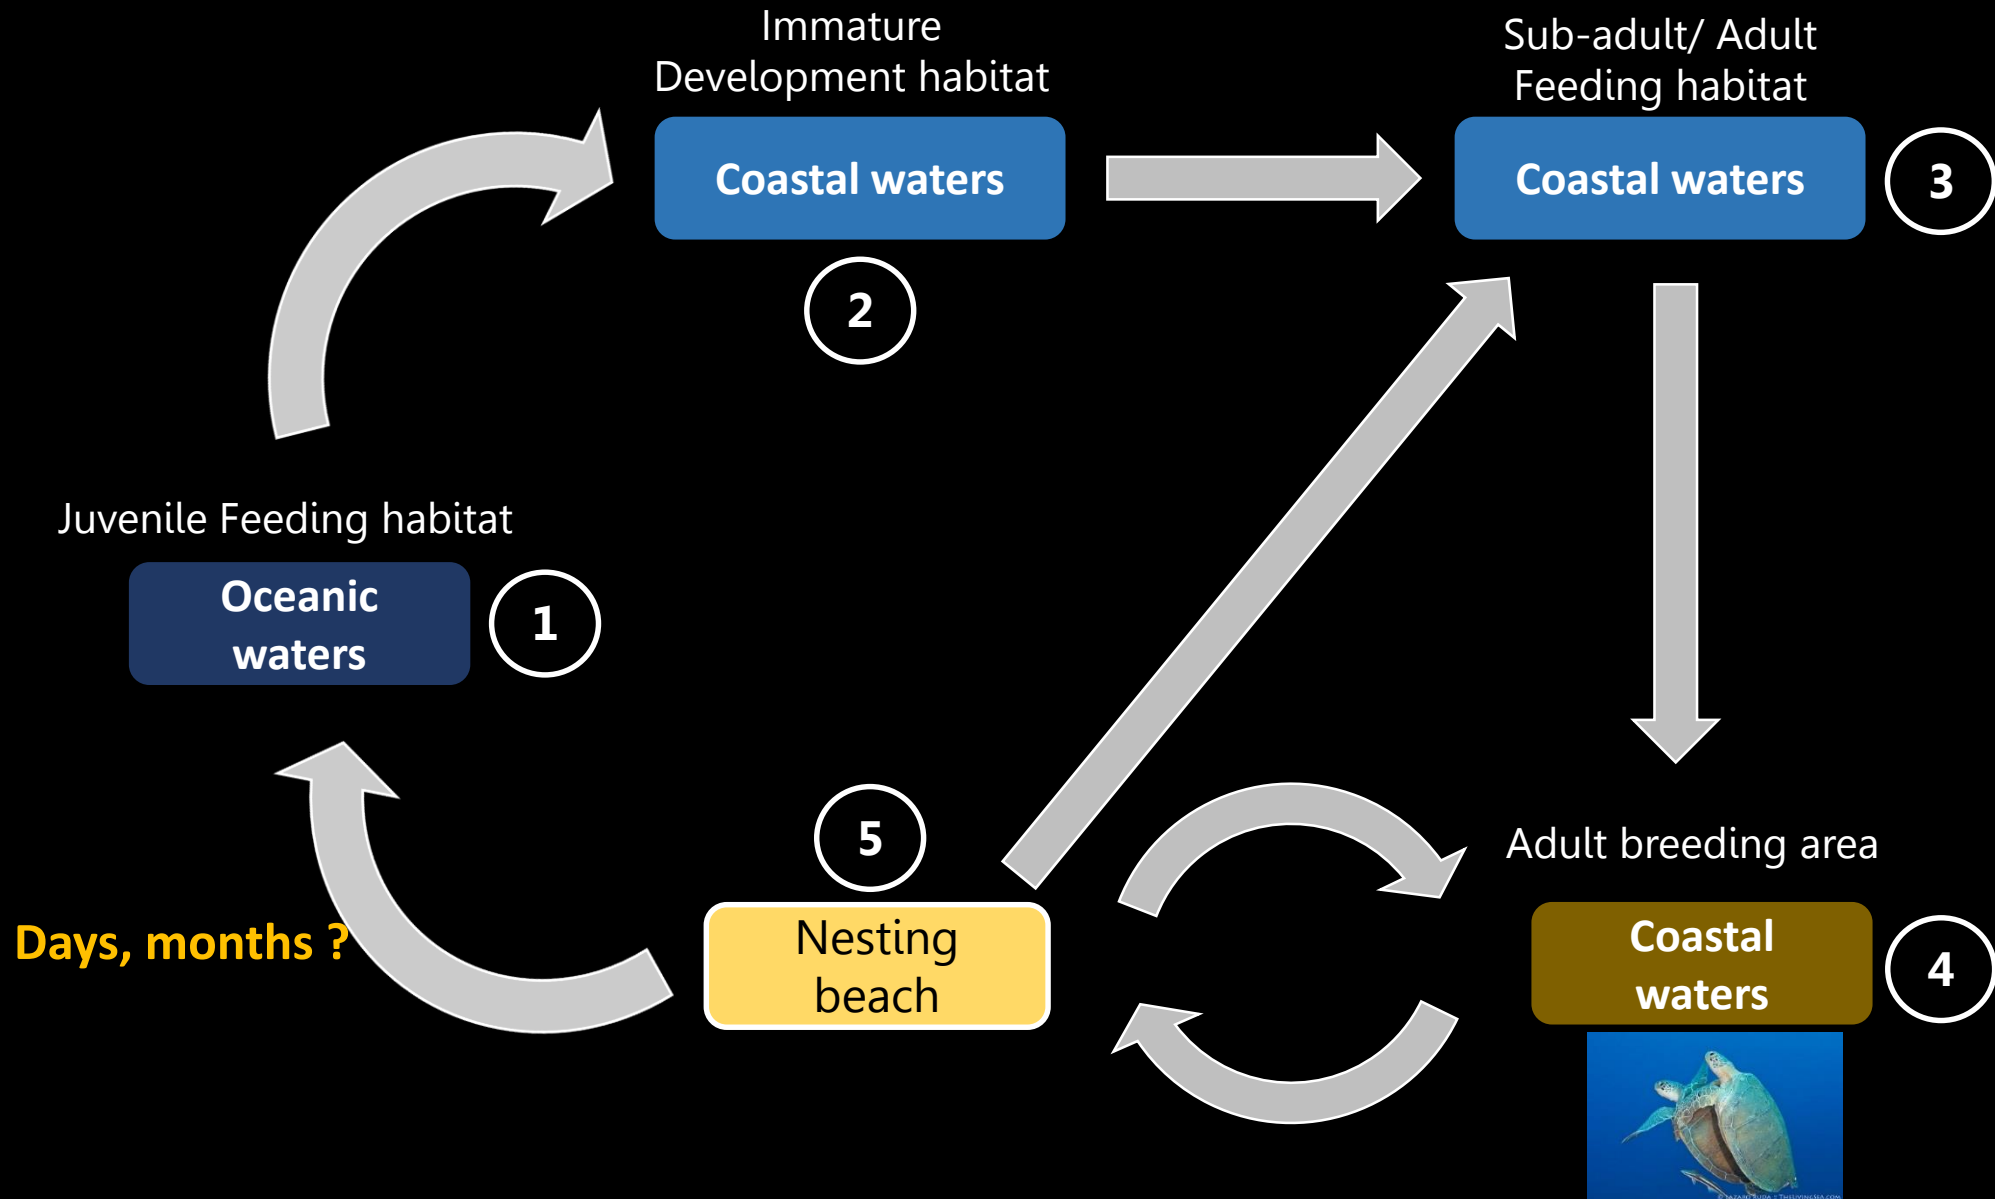 Immature
Development habitat
Coastal waters
2
Sub-adult/ Adult
Feeding habitat
Coastal waters
3
Juvenile Feeding habitat
Oceanic
waters
1
Days, months ?
5
Nesting
beach
Adult breeding area
Coastal
waters
4